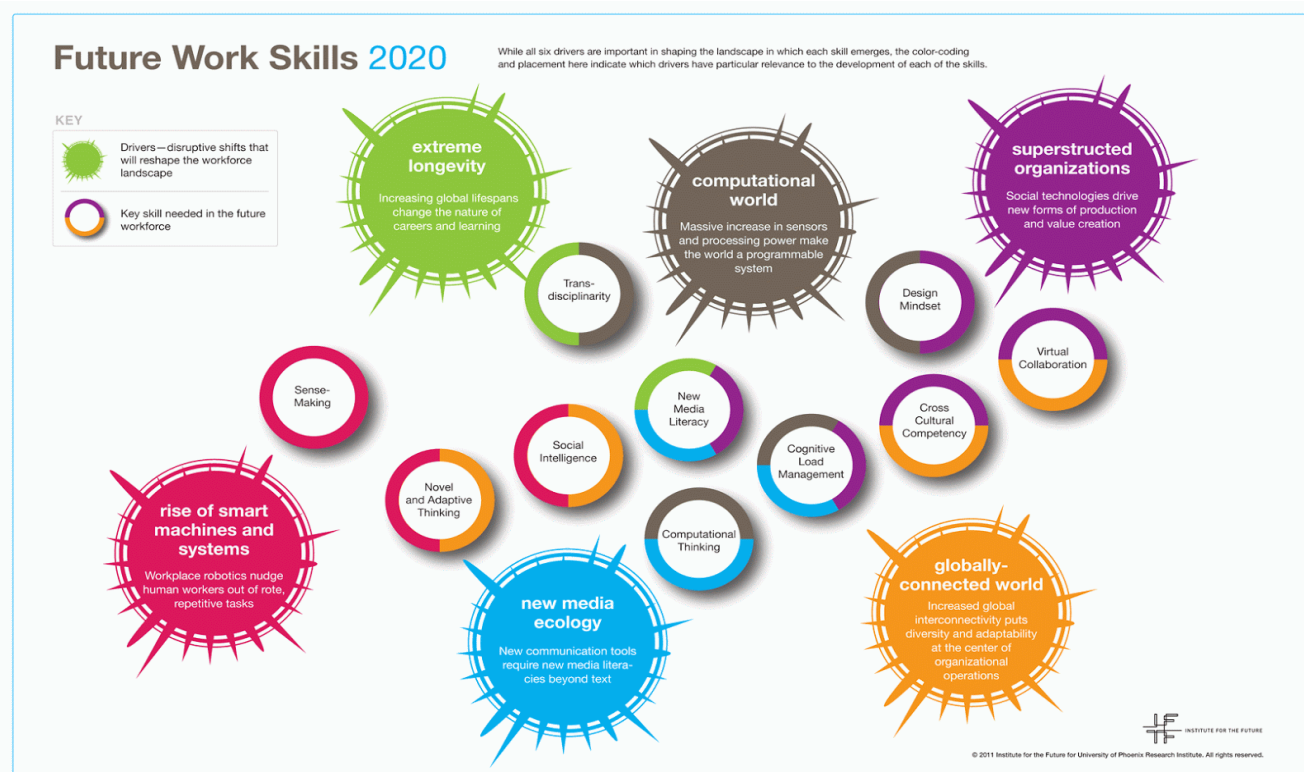 Future Work Skills 2020
While all six drivers are important in shaping the landscape in which each skill emerges, the color-coding
and placement here indicate which drivers have particular relevance to the development of each of the skills.
KEY
Drivers—disruptive shifts that
will reshape the workforce
landscape
Key skill needed in the future
workforce
extreme
longevity
Increasing global lifespans
change the nature of
careers and learning
computational
world
Massive increase in sensors
and processing power make
the world a programmable
system
superstructed
organizations
Social technologies drive
new forms of production
and value creation
Trans-
disciplinarity
Design
Mindset
Virtual
Collaboration
Sense-
Making
New
Media
Literacy
Cross
Cultural
Competency
Social
Intelligence
Cognitive
Load
Management
Novel
and Adaptive
Thinking
Computational
Thinking
rise of smart
machines and
systems
Workplace robotics nudge
human workers out of rote,
repetitive tasks
new media
ecology
New communication tools
require new media litera-
cies beyond text
globally-
connected world
Increased global
interconnectivity puts
diversity and adaptability
at the center of
organizational
operations
INSTITUTE FOR THE FUTURE
© 2011 Institute for the Future for University of Phoenix Research Institute. All rights reserved.